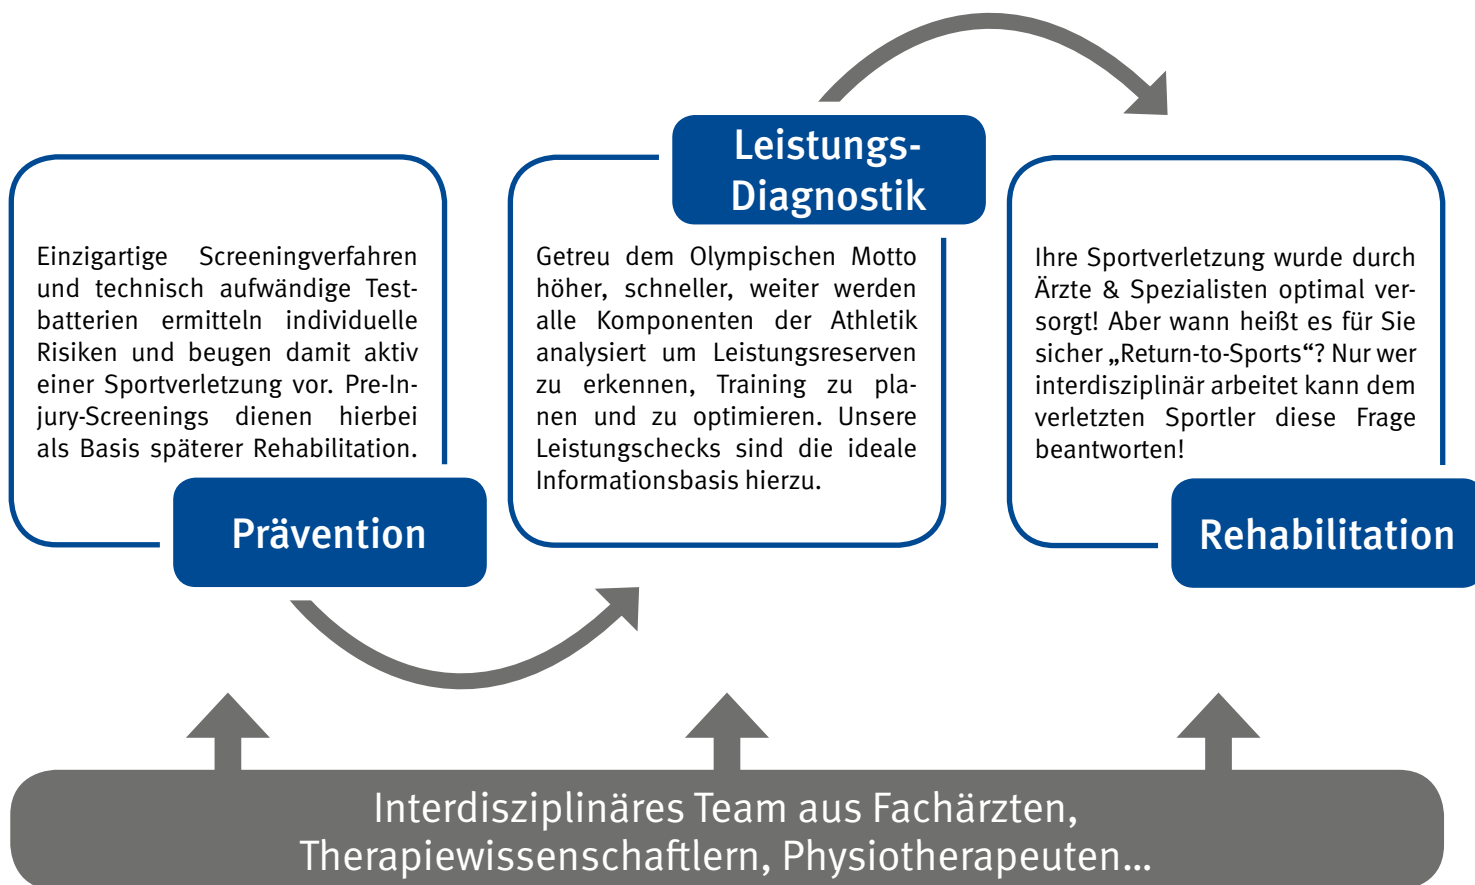 Einzigartige Screeningverfahren
und technisch aufwändige Test-
batterien ermitteln individuelle
Risiken und beugen damit aktiv
einer Sportverletzung vor. Pre-In-
jury-Screenings dienen hierbei
als Basis späterer Rehabilitation.
Prävention
Leistungs-
Diagnostik
Getreu dem Olympischen Motto
höher, schneller, weiter werden
alle Komponenten der Athletik
analysiert um Leistungsreserven
zu erkennen, Training zu pla-
nen und zu optimieren. Unsere
Leistungschecks sind die ideale
Informationsbasis hierzu.
Ihre Sportverletzung wurde durch
Ärzte & Spezialisten optimal ver-
sorgt! Aber wann heißt es für Sie
sicher „Return-to-Sports“? Nur wer
interdisziplinär arbeitet kann dem
verletzten Sportler diese Frage
beantworten!
Rehabilitation
Interdisziplinäres Team aus Fachärzten,
Therapiewissenschaftlern, Physiotherapeuten...